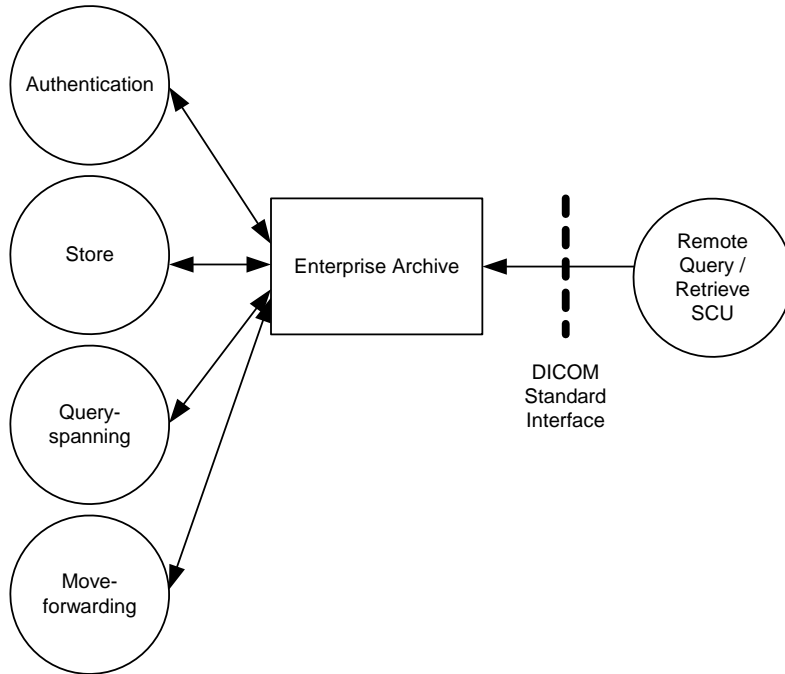 Authentication
Store
Query-
spanning
Move-
forwarding
Enterprise Archive
DICOM
Standard
Interface
Remote
Query /
Retrieve
SCU